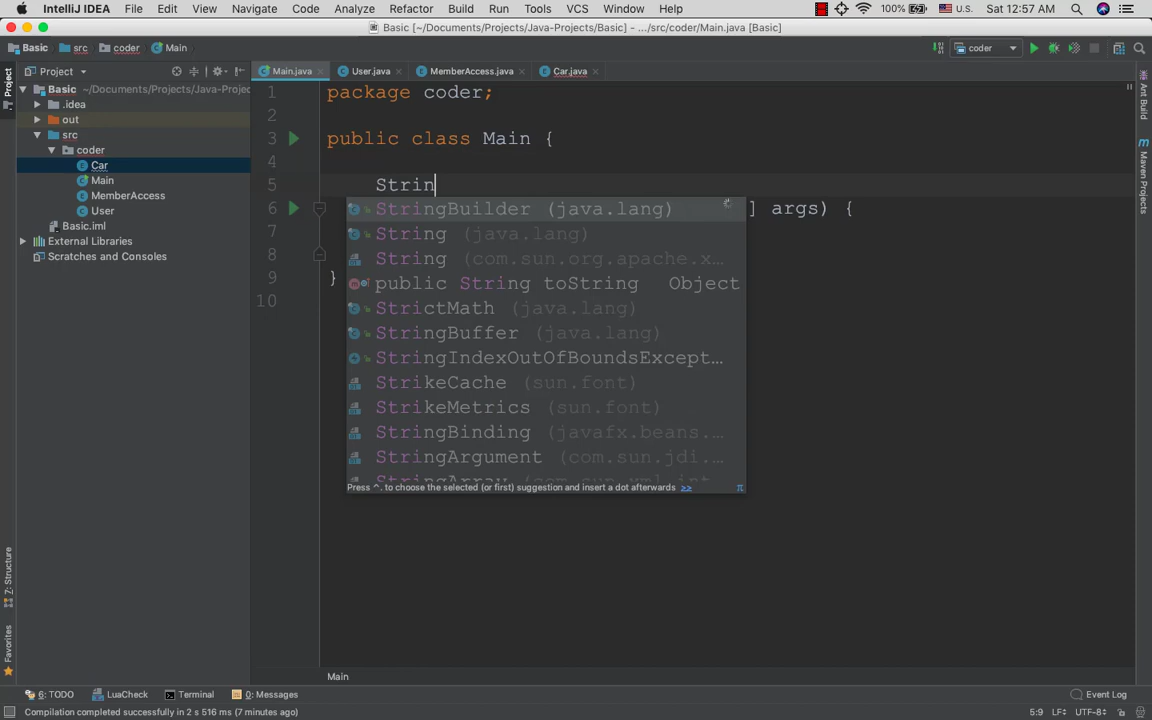 IntelliJ IDEA File Edit View Navigate Code Analyze Refactor Build Run Tools VCS Window Help 100% U.S. Sat 12:57 AM
Basic [~/Documents/Projects/Java-Projects/Basic] - .../src/coder/Main.java [Basic]
Basic src coder Main coder
Project Main.java User.java MemberAccess.java Car.java
Basic ~/Documents/Projects/Java-Projec
.idea
out
src
coder
Car
Main
MemberAccess
User
Basic.iml
External Libraries
Scratches and Consoles
1 package coder;
2
3 public class Main {
4
5 Strin
6 ] args) {
7
8
9 }
10
StringBuilder (java.lang)
String (java.lang)
String (com.sun.org.apache.x...
public String toString Object
StrictMath (java.lang)
StringBuffer (java.lang)
StringIndexOutOfBoundsExcept...
StrikeCache (sun.font)
StrikeMetrics (sun.font)
StringBinding (javafx.beans....
StringArgument (com.sun.jdi....
Press ^. to choose the selected (or first) suggestion and insert a dot afterwards >> π
Main
Project
Z: Structure
Favorites
Ant Build
Maven Projects
6: TODO LuaCheck Terminal 0: Messages Event Log
Compilation completed successfully in 2 s 516 ms (7 minutes ago) 5:9 LF÷ UTF-8÷